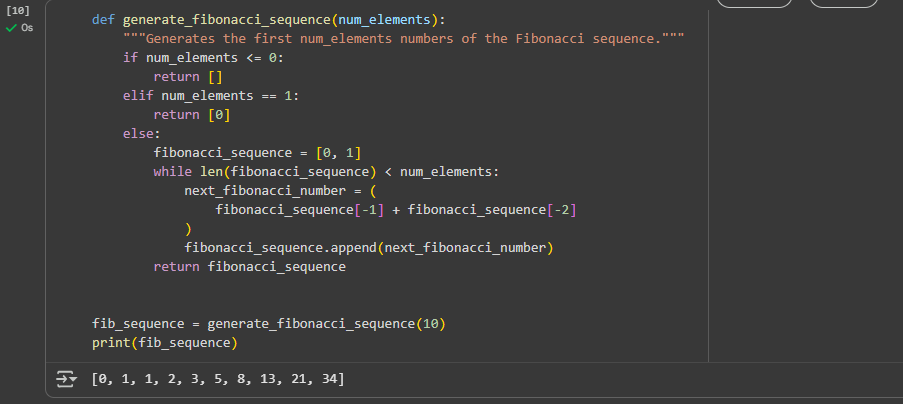 [10]
0s
def generate_fibonacci_sequence(num_elements):
    """Generates the first num_elements numbers of the Fibonacci sequence."""
    if num_elements <= 0:
        return []
    elif num_elements == 1:
        return [0]
    else:
        fibonacci_sequence = [0, 1]
        while len(fibonacci_sequence) < num_elements:
            next_fibonacci_number = (
                fibonacci_sequence[-1] + fibonacci_sequence[-2]
            )
            fibonacci_sequence.append(next_fibonacci_number)
        return fibonacci_sequence
fib_sequence = generate_fibonacci_sequence(10)
print(fib_sequence)
[0, 1, 1, 2, 3, 5, 8, 13, 21, 34]